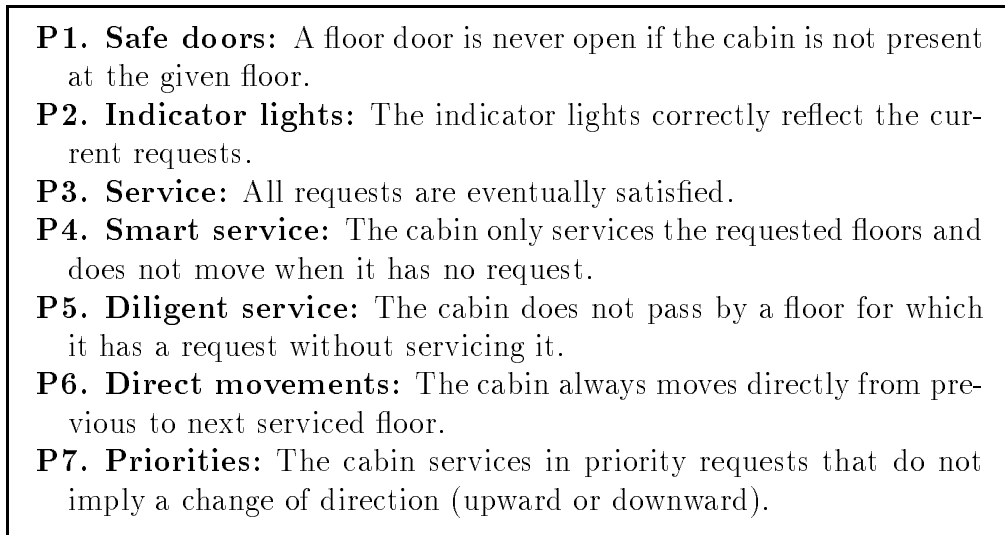 P1. Safe doors: A floor door is never open if the cabin is not present
at the given floor.
P2. Indicator lights: The indicator lights correctly reflect the cur-
rent requests.
P3. Service: All requests are eventually satisfied.
P4. Smart service: The cabin only services the requested floors and
does not move when it has no request.
P5. Diligent service: The cabin does not pass by a floor for which
it has a request without servicing it.
P6. Direct movements: The cabin always moves directly from pre-
vious to next serviced floor.
P7. Priorities: The cabin services in priority requests that do not
imply a change of direction (upward or downward).